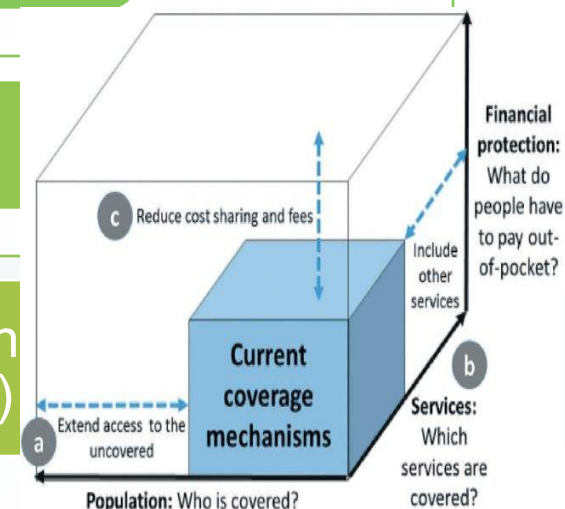 Financial
protection:
What do
people have
to pay out-
of-pocket?
c
Reduce cost sharing and fees
Include
other
services
Current
coverage
mechanisms
n
)
b
a
Extend access to the
uncovered
Services:
Which
services are
covered?
Population: Who is covered?